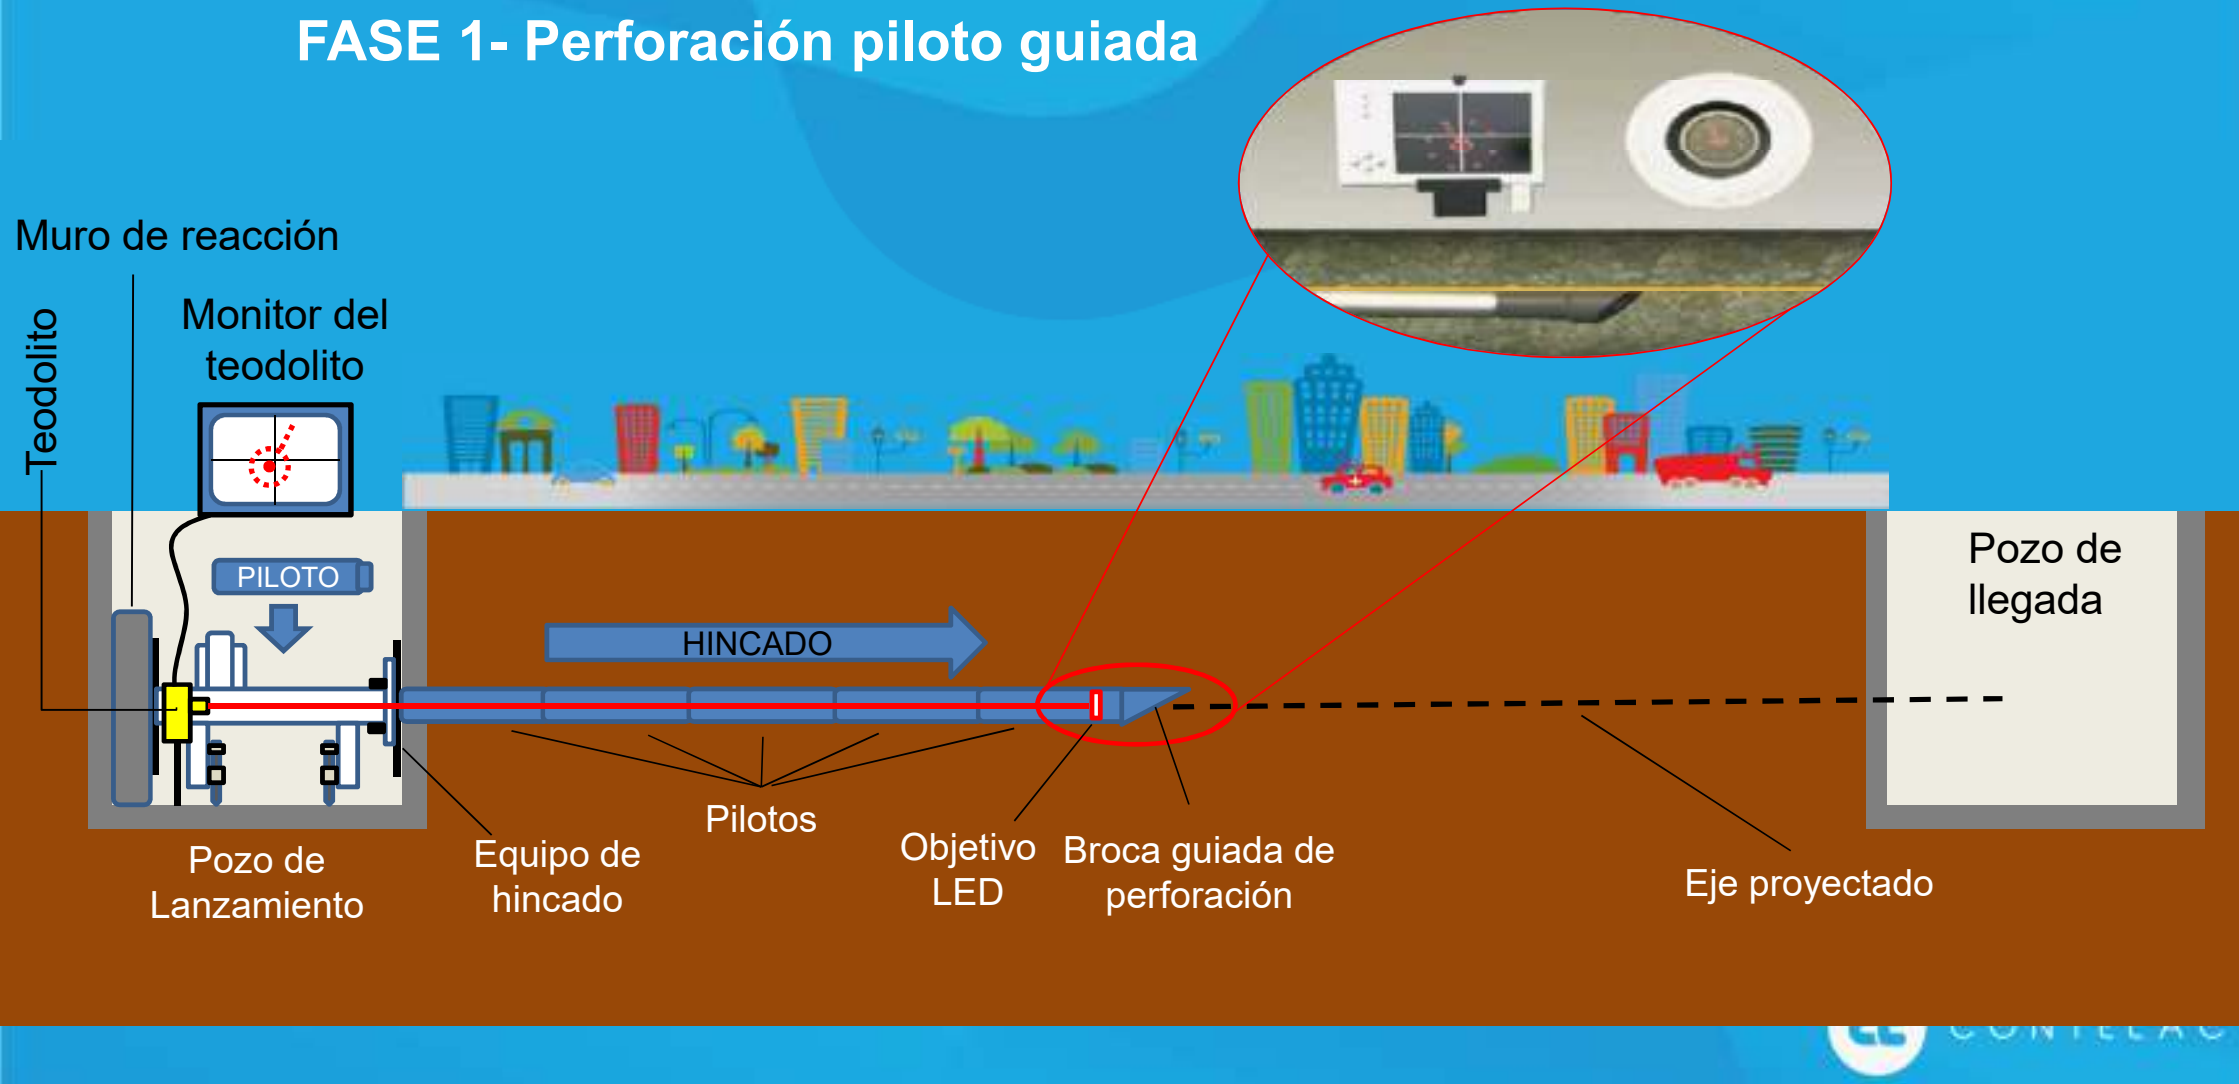 FASE 1- Perforación piloto guiada
Muro de reacción
Teodolito
Monitor del
teodolito
PILOTO
HINCADO
Pozo de
llegada
Pilotos
Objetivo
LED
Broca guiada de
perforación
Equipo de
hincado
Pozo de
Lanzamiento
Eje proyectado